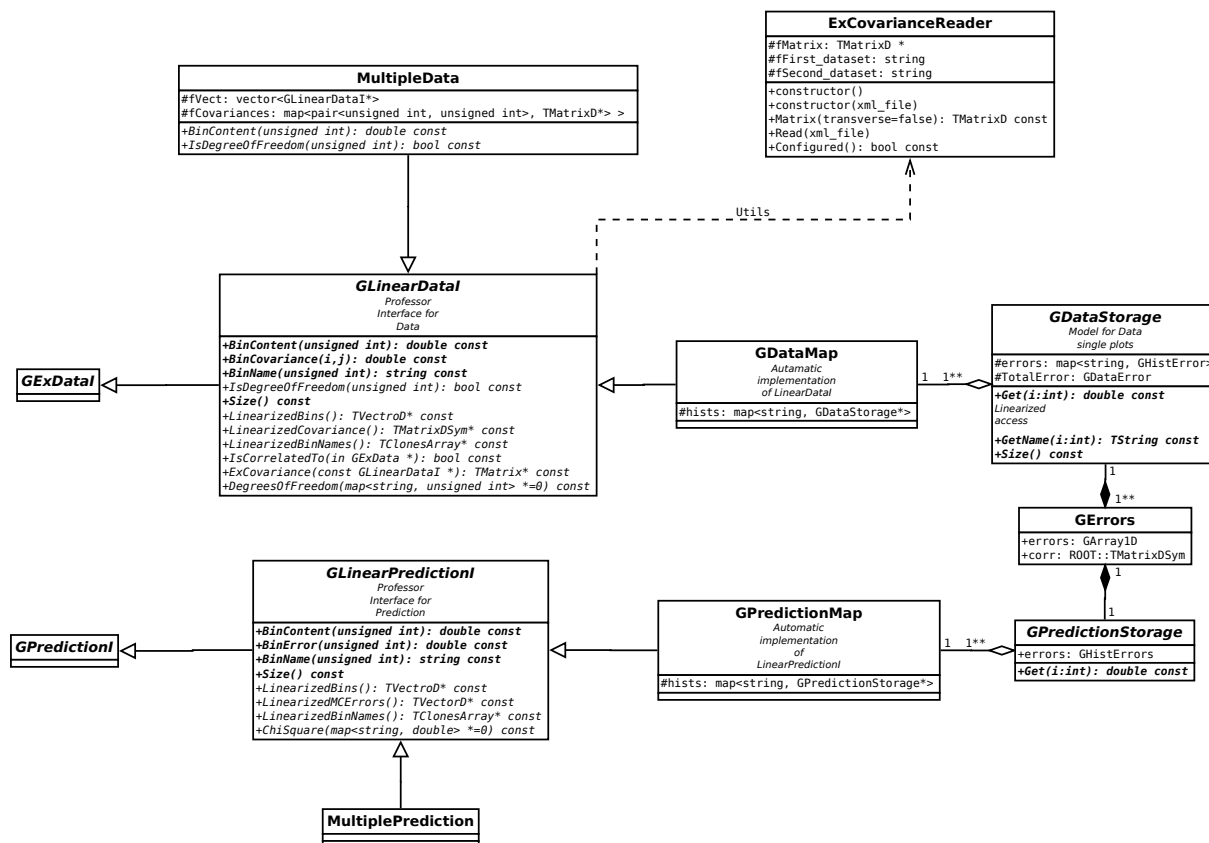 ExCovarianceReader
#fMatrix: TMatrixD *
#fFirst_dataset: string
#fSecond_dataset: string
+constructor()
+constructor(xml_file)
+Matrix(transverse=false): TMatrixD const
+Read(xml_file)
+Configured(): bool const
MultipleData
#fVect: vector<GLinearDataI*>
#fCovariances: map<pair<unsigned int, unsigned int>, TMatrixD*> >
+BinContent(unsigned int): double const
+IsDegreeOfFreedom(unsigned int): bool const
Utils
GLinearDataI
Professor
Interface for
Data
+BinContent(unsigned int): double const
+BinCovariance(i,j): double const
+BinName(unsigned int): string const
+IsDegreeOfFreedom(unsigned int): bool const
+Size() const
+LinearizedBins(): TVectroD* const
+LinearizedCovariance(): TMatrixDSym* const
+LinearizedBinNames(): TClonesArray* const
+IsCorrelatedTo(in GExData *): bool const
+ExCovariance(const GLinearDataI *): TMatrix* const
+DegreesOfFreedom(map<string, unsigned int> *=0) const
GExDataI
GDataMap
Autamatic
implementation
of LinearDataI
#hists: map<string, GDataStorage*>
1 1**
GDataStorage
Model for Data
single plots
#errors: map<string, GHistError>
#TotalError: GDataError
+Get(i:int): double const
Linearized
access
+GetName(i:int): TString const
+Size() const
1
1**
GErrors
+errors: GArray1D
+corr: ROOT::TMatrixDSym
1
1
GPredictionStorage
+errors: GHistErrors
+Get(i:int): double const
GLinearPredictionI
Professor
Interface for
Prediction
+BinContent(unsigned int): double const
+BinError(unsigned int): double const
+BinName(unsigned int): string const
+Size() const
+LinearizedBins(): TVectroD* const
+LinearizedMCErrors(): TVectorD* const
+LinearizedBinNames(): TClonesArray* const
+ChiSquare(map<string, double> *=0) const
GPredictionI
GPredictionMap
Automatic
implementation
of
LinearPredictionI
#hists: map<string, GPredictionStorage*>
1 1**
MultiplePrediction